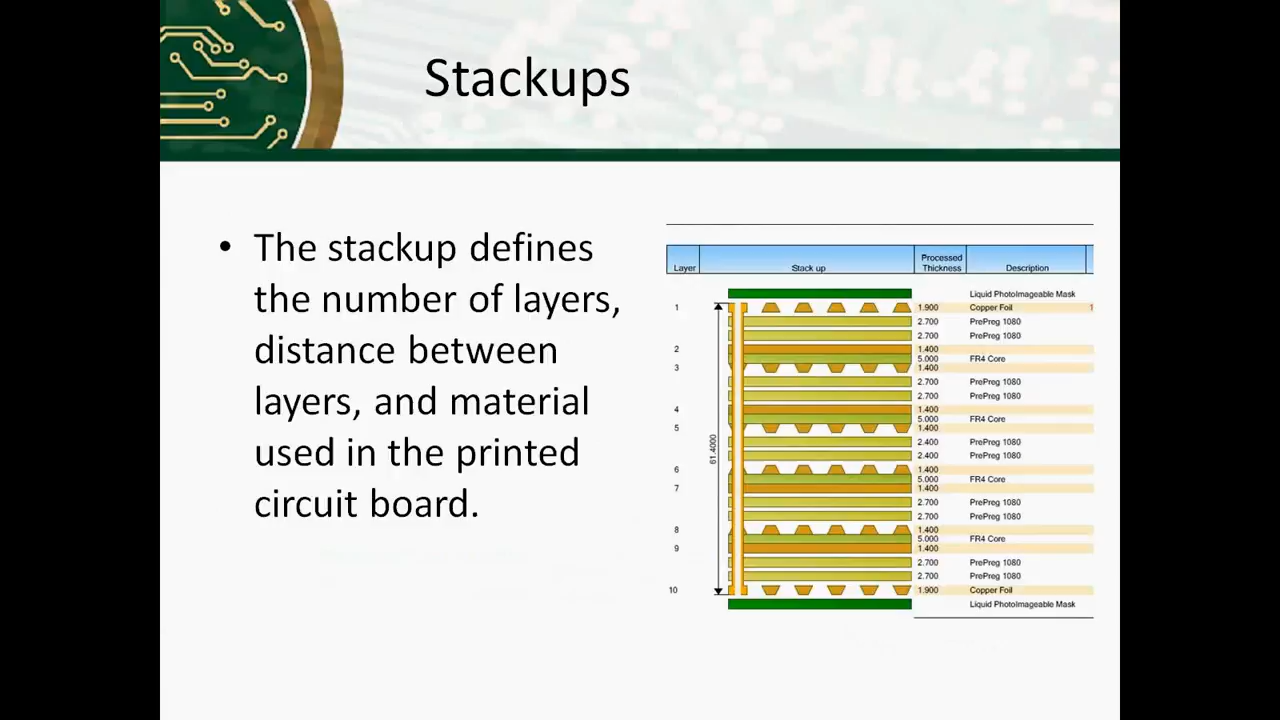 Stackups
• The stackup defines
the number of layers,
distance between
layers, and material
used in the printed
circuit board.
Layer Stack up Processed Thickness Description
Liquid PhotoImageable Mask
1 1.900 Copper Foil 1
2.700 PrePreg 1080
2.700 PrePreg 1080
2 1.400
5.000 FR4 Core
3 1.400
2.700 PrePreg 1080
2.700 PrePreg 1080
4 1.400
5.000 FR4 Core
5 1.400
61.4000
2.400 PrePreg 1080
2.400 PrePreg 1080
6 1.400
5.000 FR4 Core
7 1.400
2.700 PrePreg 1080
2.700 PrePreg 1080
8 1.400
5.000 FR4 Core
9 1.400
2.700 PrePreg 1080
2.700 PrePreg 1080
10 1.900 Copper Foil
Liquid PhotoImageable Mask